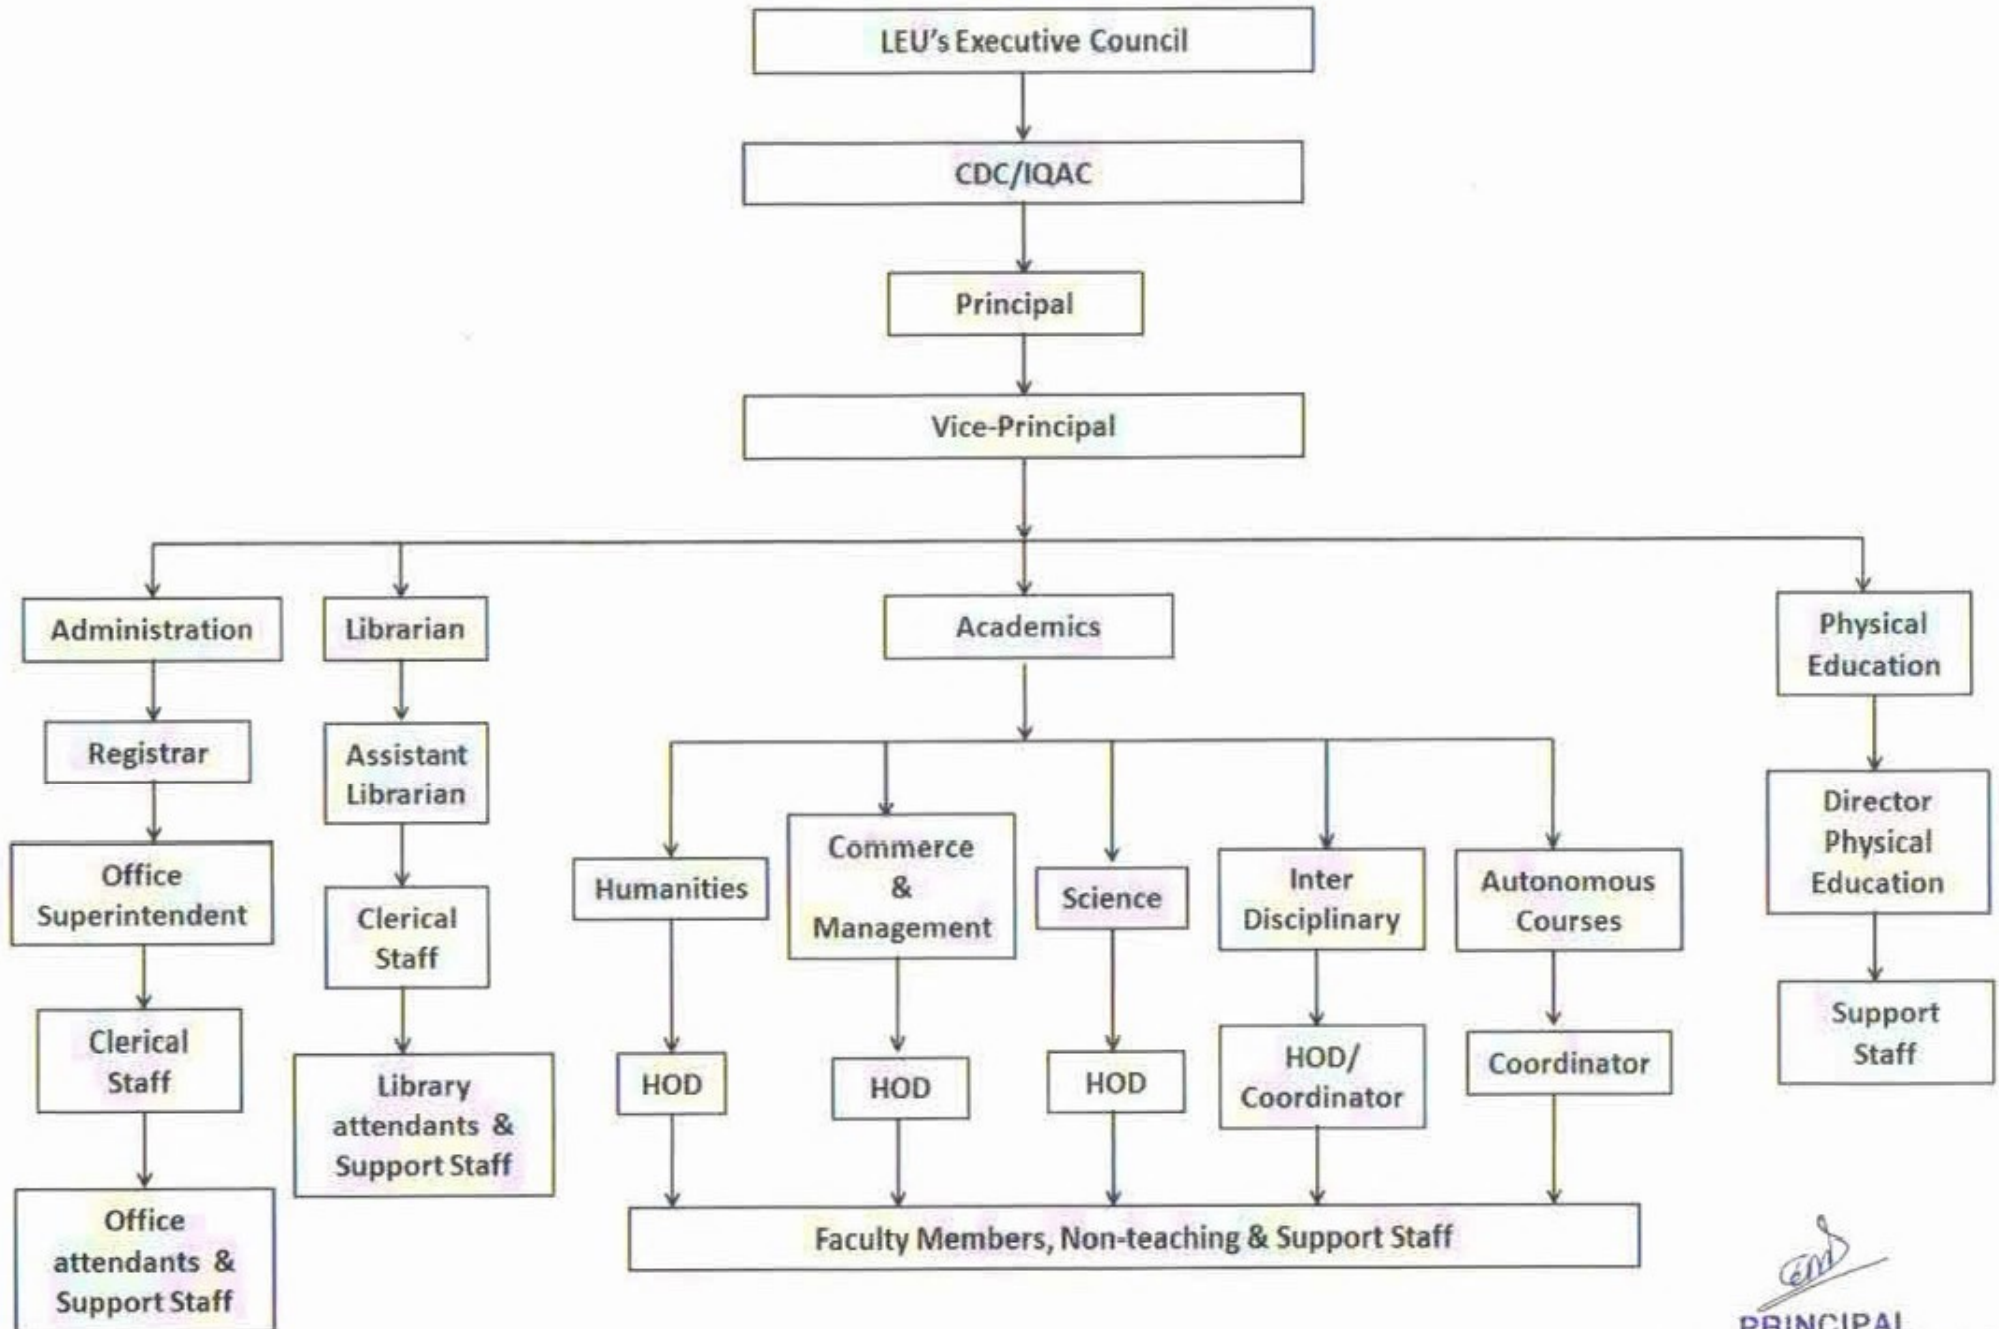 LEU's Executive Council
CDC/IQAC
Principal
Vice-Principal
Administration
Librarian
Academics
Physical
Education
Registrar
Assistant
Librarian
Director
Physical
Education
Office
Superintendent
Clerical
Staff
Humanities
Commerce
&
Management
Science
Inter
Disciplinary
Autonomous
Courses
Clerical
Staff
Library
attendants &
Support Staff
HOD
HOD
HOD
HOD/
Coordinator
Coordinator
Support
Staff
Office
attendants &
Support Staff
Faculty Members, Non-teaching & Support Staff
PRINCIPAL